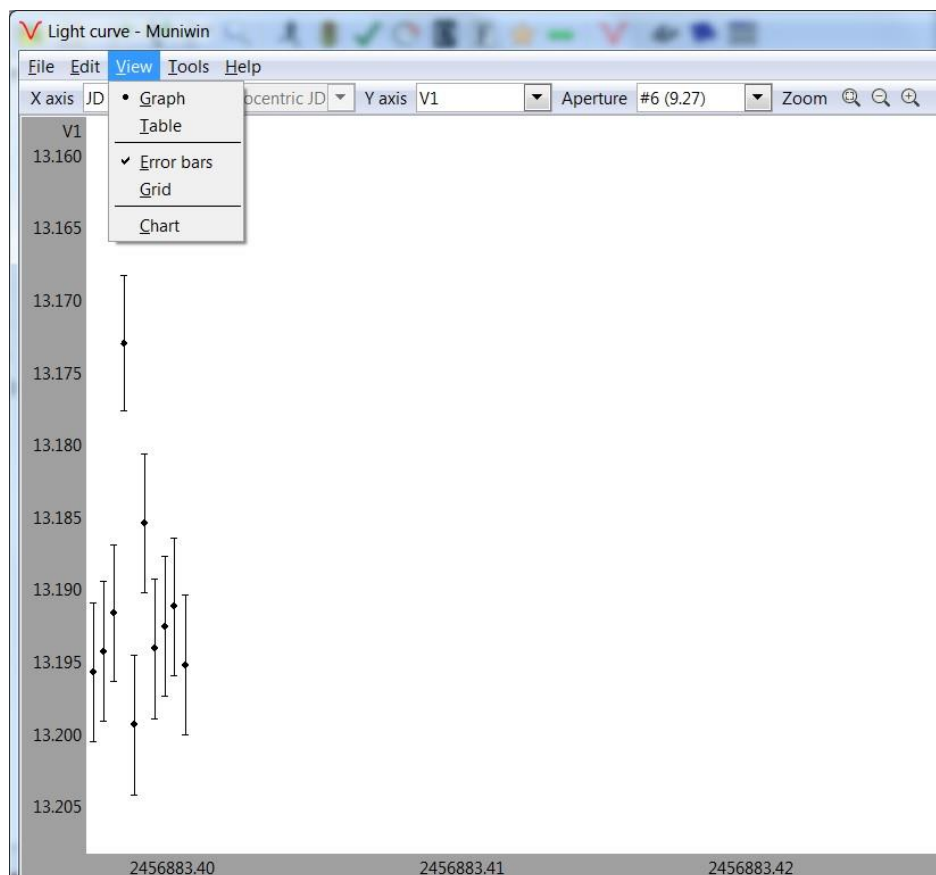 Light curve - Muniwin
File Edit View Tools Help
X axis JD ocentric JD Y axis V1 Aperture #6 (9.27) Zoom
Graph
Table
Error bars
Grid
Chart
V1
13.160
13.165
13.170
13.175
13.180
13.185
13.190
13.195
13.200
13.205
2456883.40 2456883.41 2456883.42